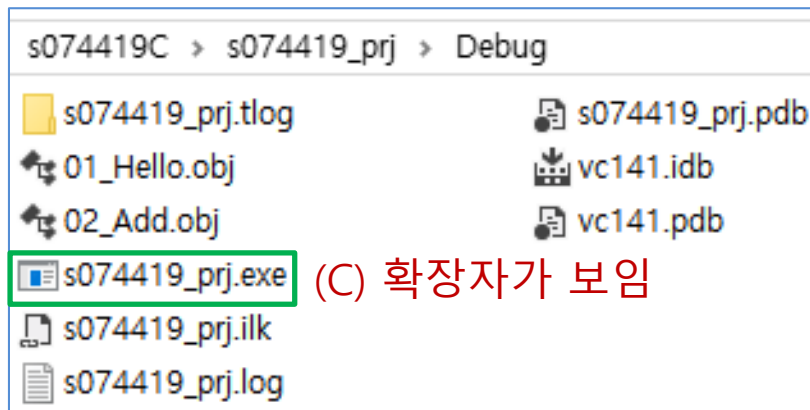 s074419C > s074419_prj > Debug
s074419_prj.tlog
01_Hello.obj
02_Add.obj
s074419_prj.exe (C) 확장자가 보임
s074419_prj.ilk
s074419_prj.log
s074419_prj.pdb
vc141.idb
vc141.pdb